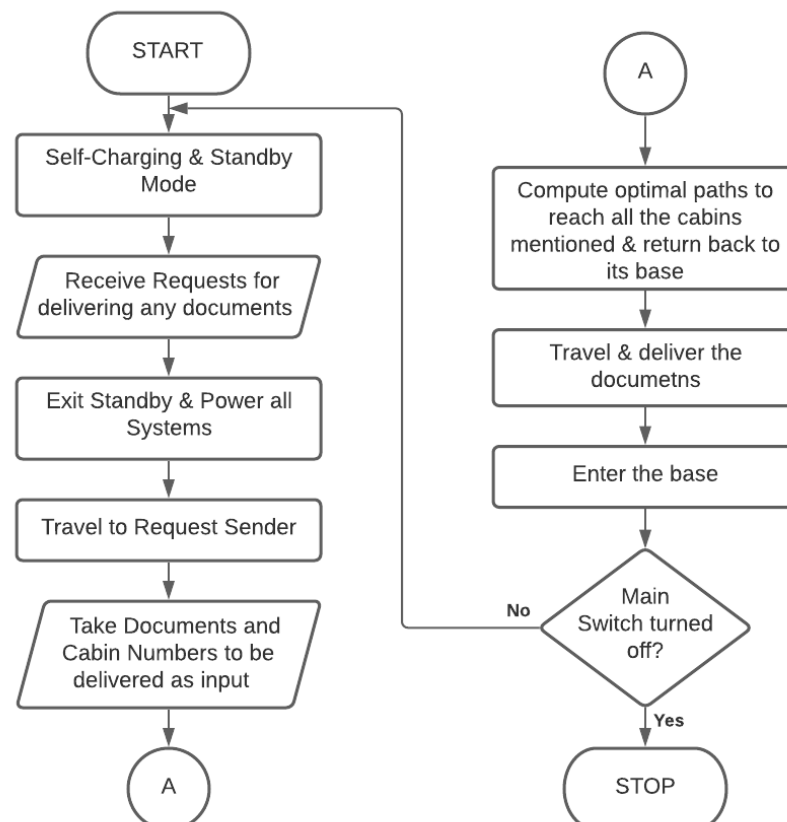 START
Self-Charging & Standby
Mode
Receive Requests for
delivering any documents
Exit Standby & Power all
Systems
Travel to Request Sender
Take Documents and
Cabin Numbers to be
delivered as input
A
A
Compute optimal paths to
reach all the cabins
mentioned & return back to
its base
Travel & deliver the
documetns
Enter the base
Main
Switch turned
off?
No
Yes
STOP